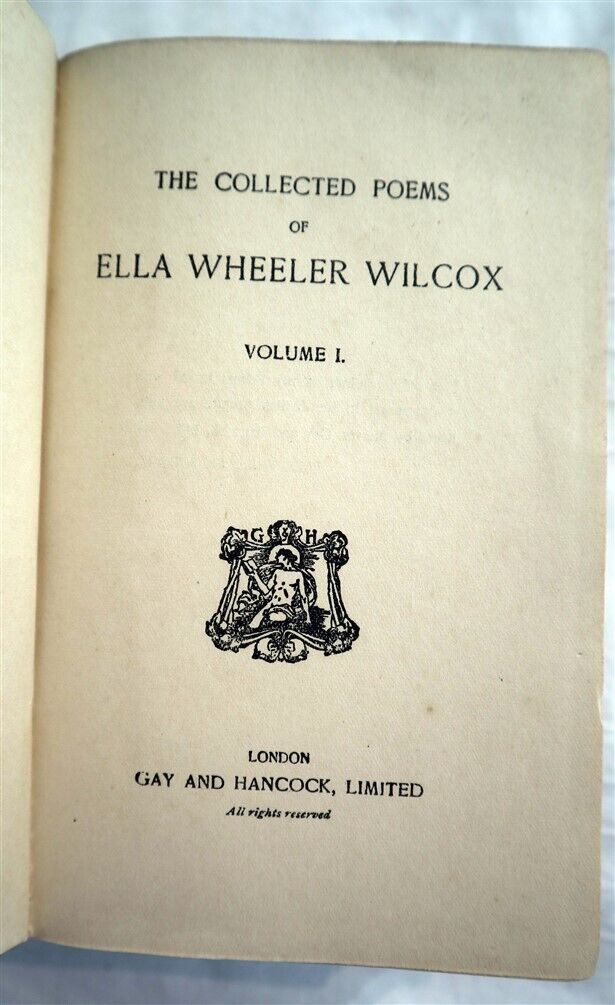 THE COLLECTED POEMS
OF
ELLA WHEELER WILCOX
VOLUME I.
G H
LONDON
GAY AND HANCOCK, LIMITED
All rights reserved